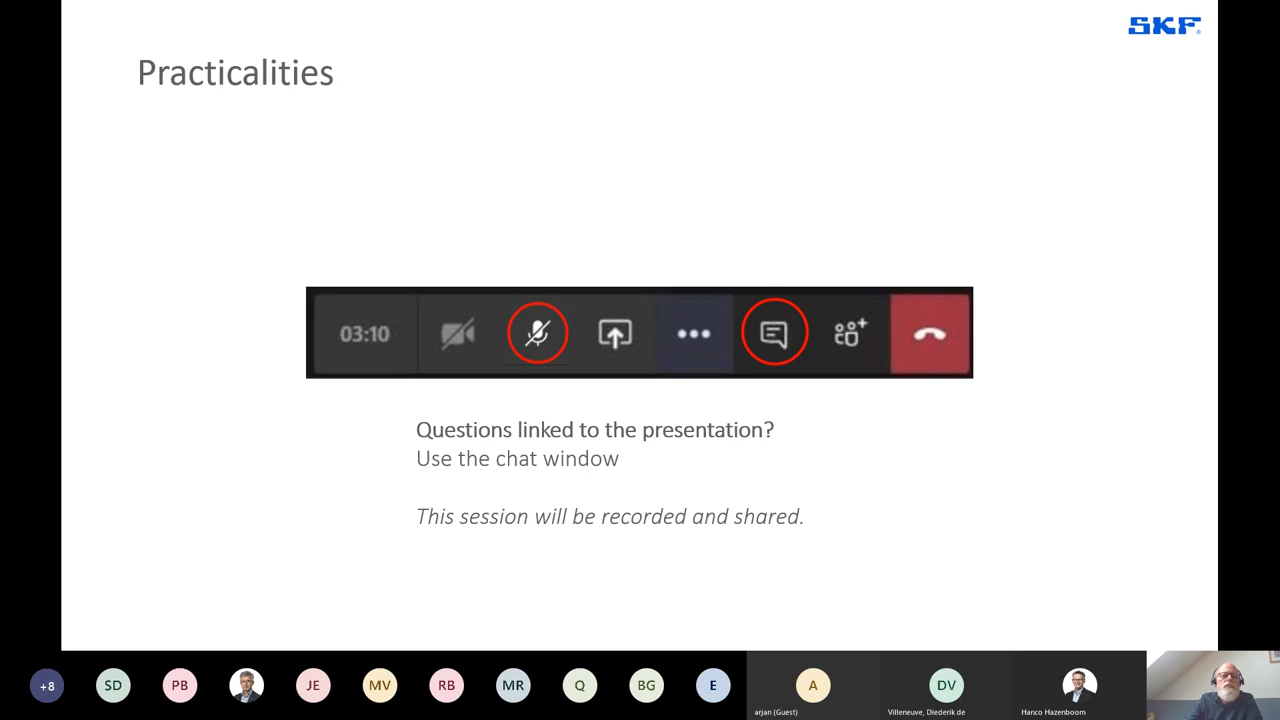 SKF
Practicalities
03:10
Questions linked to the presentation?
Use the chat window
This session will be recorded and shared.
+8
SD
PB
JE
MV
RB
MR
Q
BG
E
A
DV
arjan (Guest)
Villeneuve, Diederik de
Hanco Hazenboom